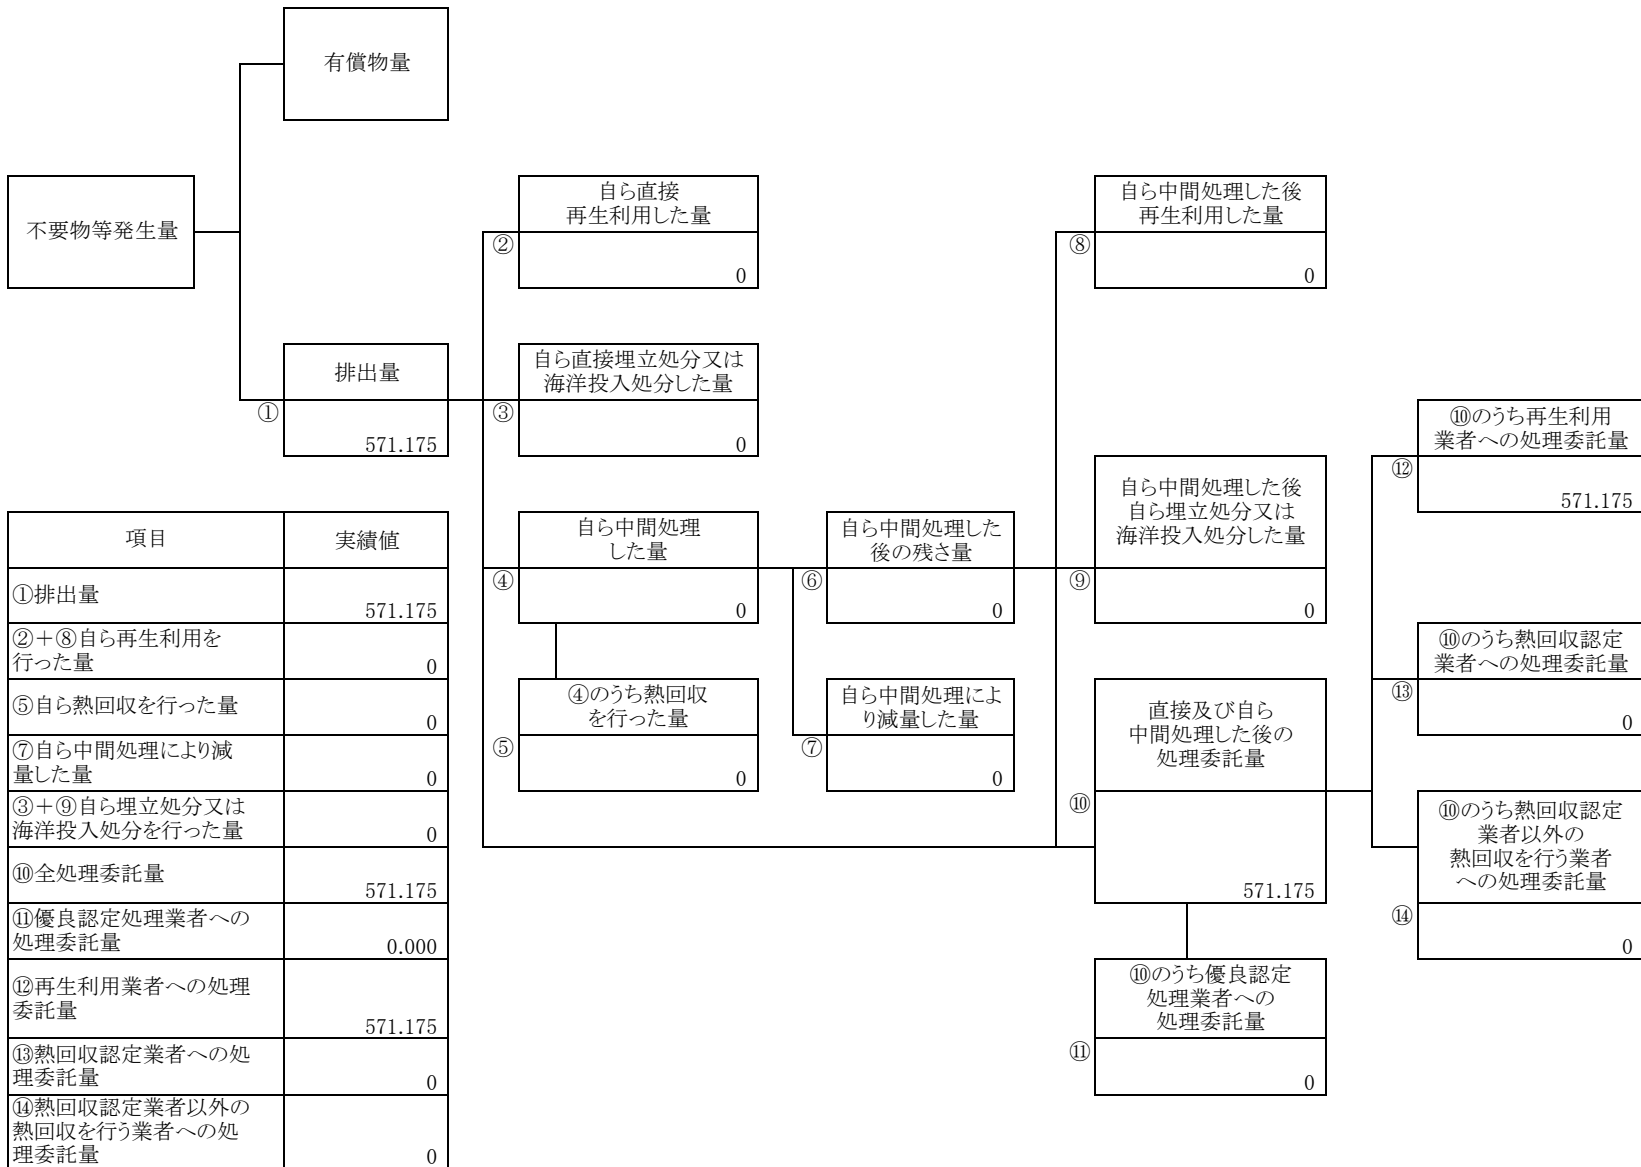 有償物量
不要物等発生量
排出量
①
571.175
自ら直接
再生利用した量
②
0
自ら直接埋立処分又は
海洋投入処分した量
③
0
自ら中間処理
した量
④
0
④のうち熱回収
を行った量
⑤
0
自ら中間処理した
後の残さ量
⑥
0
自ら中間処理によ
り減量した量
⑦
0
自ら中間処理した後
再生利用した量
⑧
0
自ら中間処理した後
自ら埋立処分又は
海洋投入処分した量
⑨
0
直接及び自ら
中間処理した後の
処理委託量
⑩
571.175
⑩のうち優良認定
処理業者への
処理委託量
⑪
0
⑩のうち再生利用
業者への処理委託量
⑫
571.175
⑩のうち熱回収認定
業者への処理委託量
⑬
0
⑩のうち熱回収認定
業者以外の
熱回収を行う業者
への処理委託量
⑭
0
項目
実績値
①排出量
571.175
②＋⑧自ら再生利用を
行った量
0
⑤自ら熱回収を行った量
0
⑦自ら中間処理により減
量した量
0
③＋⑨自ら埋立処分又は
海洋投入処分を行った量
0
⑩全処理委託量
571.175
⑪優良認定処理業者への
処理委託量
0.000
⑫再生利用業者への処理
委託量
571.175
⑬熱回収認定業者への処
理委託量
0
⑭熱回収認定業者以外の
熱回収を行う業者への処
理委託量
0